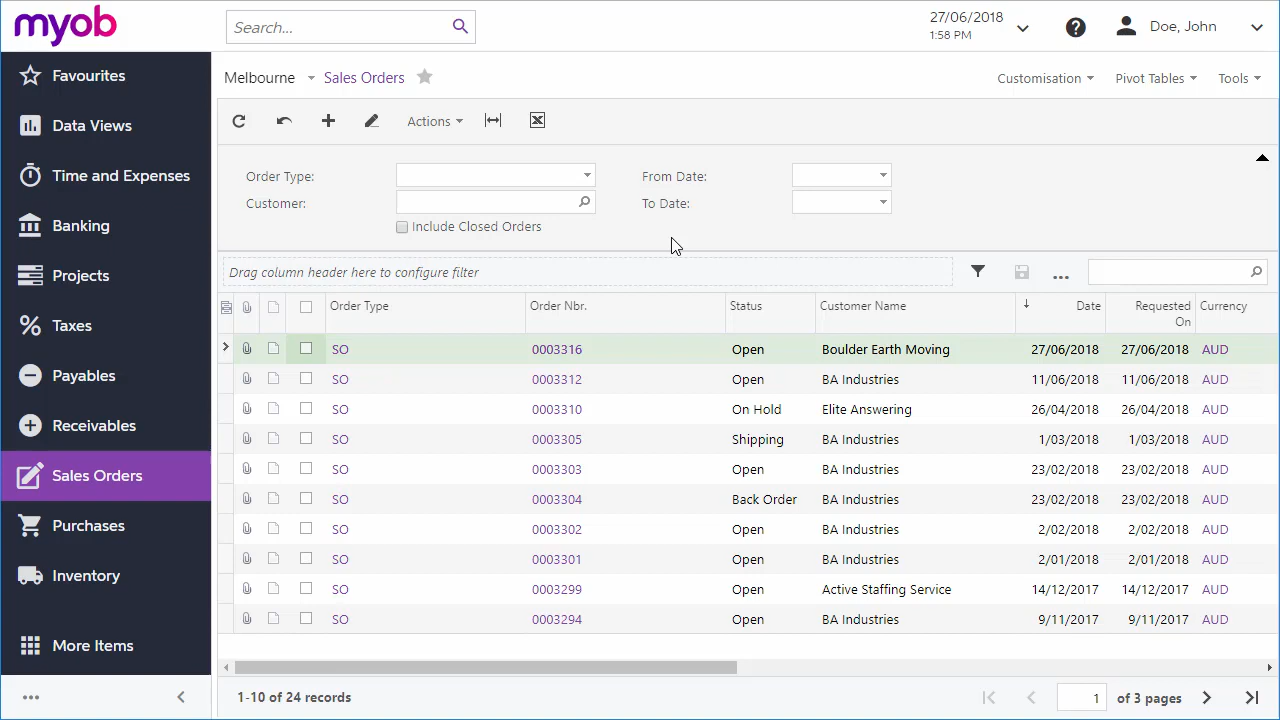 myob
Search...
27/06/2018
1:58 PM
Doe, John
Favourites
Data Views
Time and Expenses
Banking
Projects
Taxes
Payables
Receivables
Sales Orders
Purchases
Inventory
More Items
Melbourne Sales Orders
Customisation Pivot Tables Tools
Actions
Order Type: From Date:
Customer: To Date:
Include Closed Orders
Drag column header here to configure filter
Order Type Order Nbr. Status Customer Name Date Requested On Currency
SO 0003316 Open Boulder Earth Moving 27/06/2018 27/06/2018 AUD
SO 0003312 Open BA Industries 11/06/2018 11/06/2018 AUD
SO 0003310 On Hold Elite Answering 26/04/2018 26/04/2018 AUD
SO 0003305 Shipping BA Industries 1/03/2018 1/03/2018 AUD
SO 0003303 Open BA Industries 23/02/2018 23/02/2018 AUD
SO 0003304 Back Order BA Industries 23/02/2018 23/02/2018 AUD
SO 0003302 Open BA Industries 2/02/2018 2/02/2018 AUD
SO 0003301 Open BA Industries 2/01/2018 2/01/2018 AUD
SO 0003299 Open Active Staffing Service 14/12/2017 14/12/2017 AUD
SO 0003294 Open BA Industries 9/11/2017 9/11/2017 AUD
1-10 of 24 records
1 of 3 pages